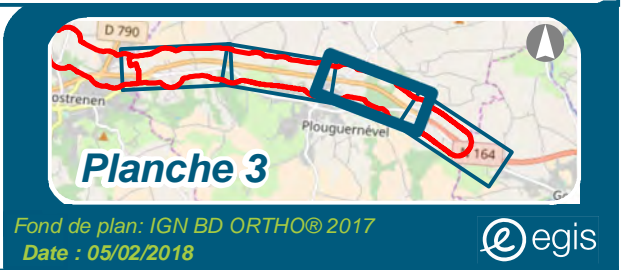 D 790
ostrenen
Plouguernével
164
Planche 3
Fond de plan: IGN BD ORTHO® 2017
Date : 05/02/2018
egis